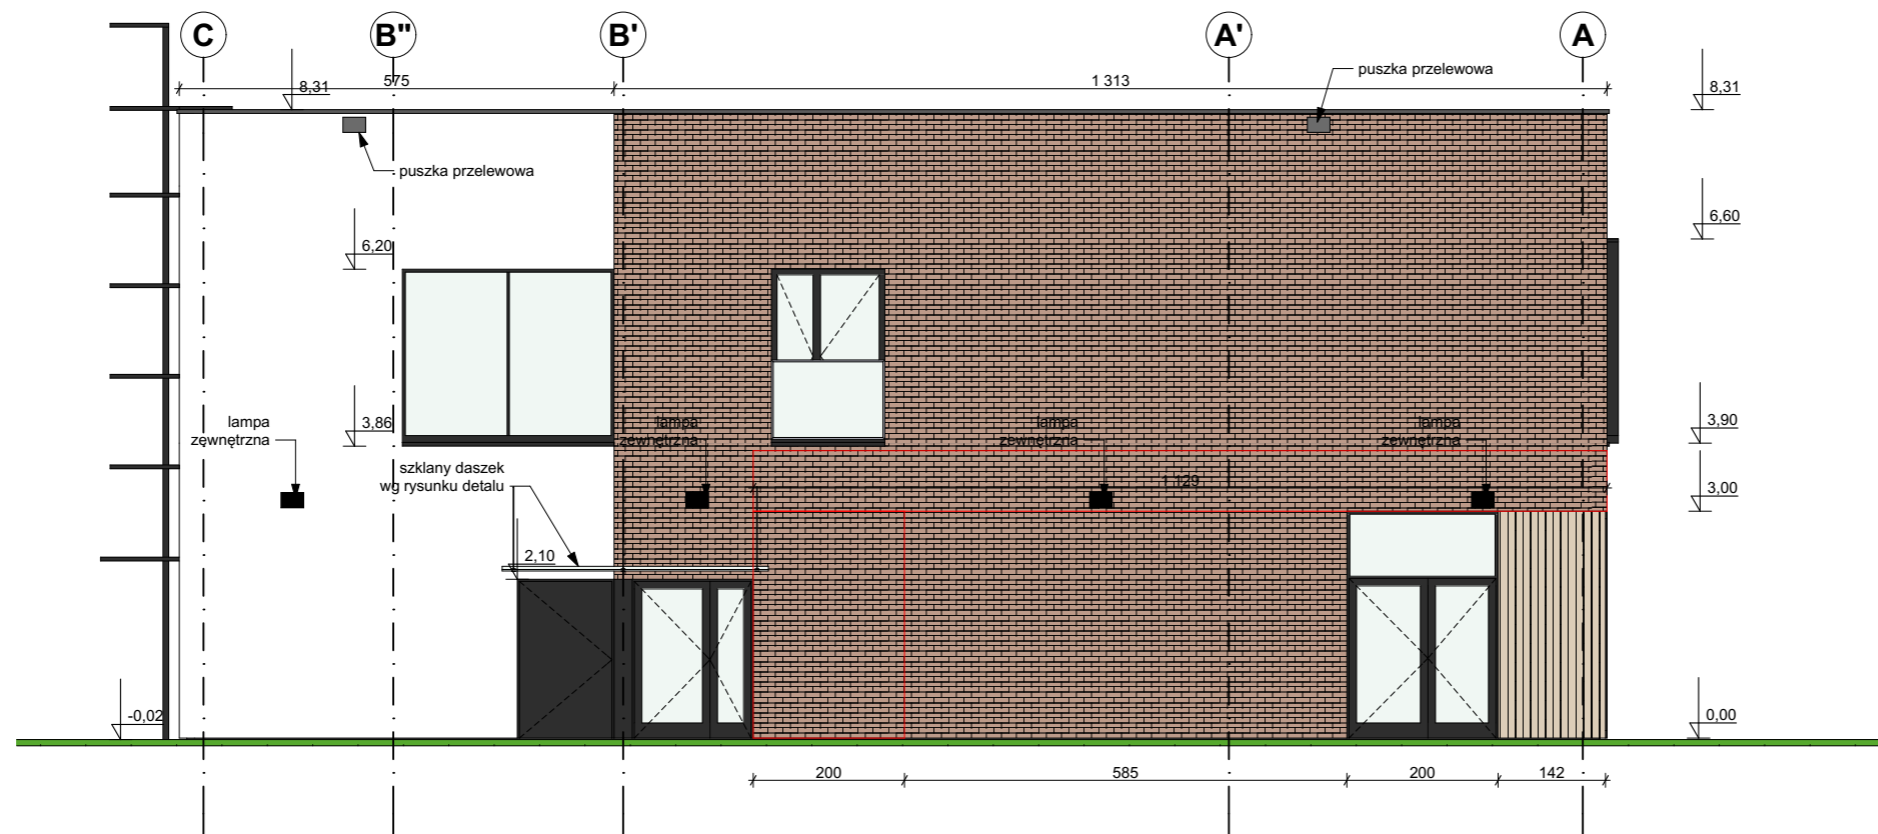 C
B"
B'
A'
A
575
1 313
8,31
8,31
puszka przelewowa
puszka przelewowa
6,20
6,60
3,86
3,90
lampa
zewnętrzna
lampa
zewnętrzna
lampa
zewnętrzna
lampa
zewnętrzna
szklany daszek
wg rysunku detalu
1 129
3,00
2,10
-0,02
0,00
200
585
200
142